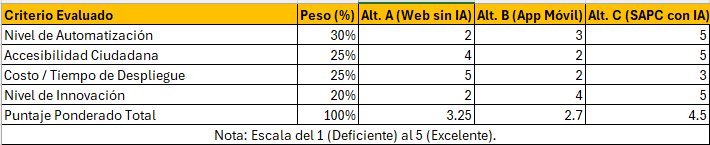 Criterio Evaluado Peso (%) Alt. A (Web sin IA) Alt. B (App Móvil) Alt. C (SAPC con IA)
Nivel de Automatización 30% 2 3 5
Accesibilidad Ciudadana 25% 4 2 5
Costo / Tiempo de Despliegue 25% 5 2 3
Nivel de Innovación 20% 2 4 5
Puntaje Ponderado Total 100% 3.25 2.7 4.5
Nota: Escala del 1 (Deficiente) al 5 (Excelente).